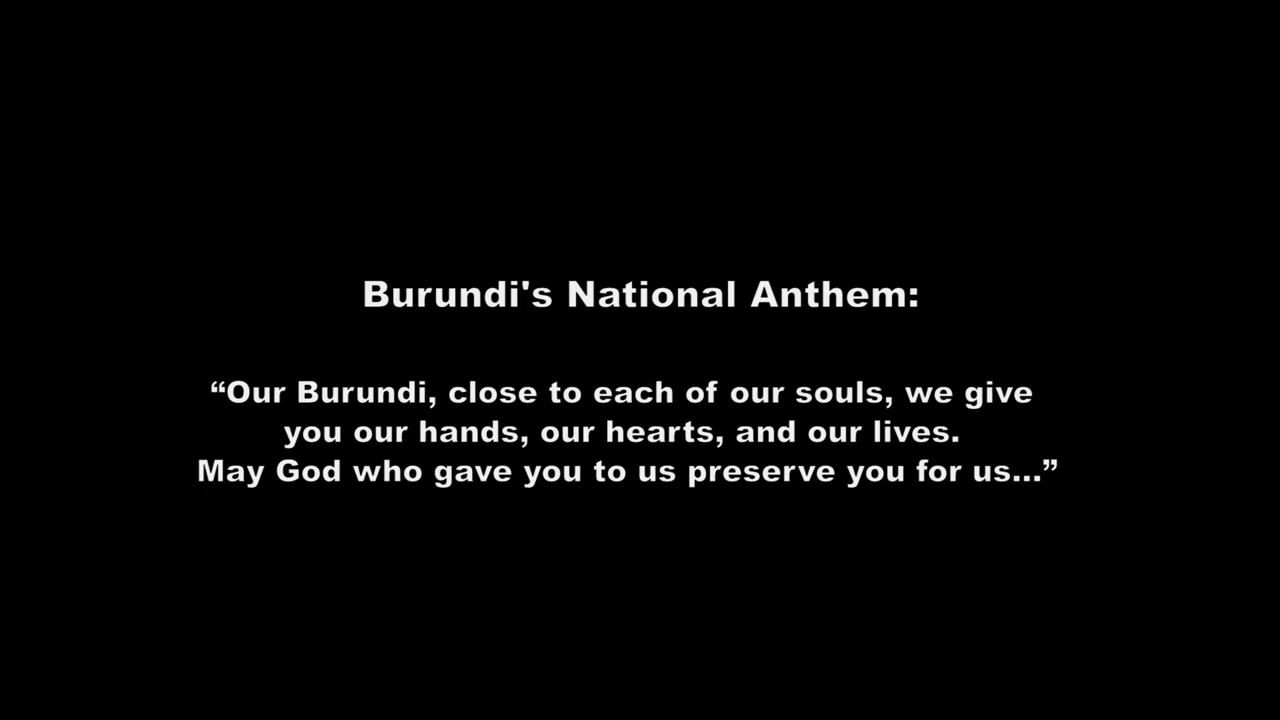 Burundi's National Anthem:
“Our Burundi, close to each of our souls, we give
you our hands, our hearts, and our lives.
May God who gave you to us preserve you for us...”